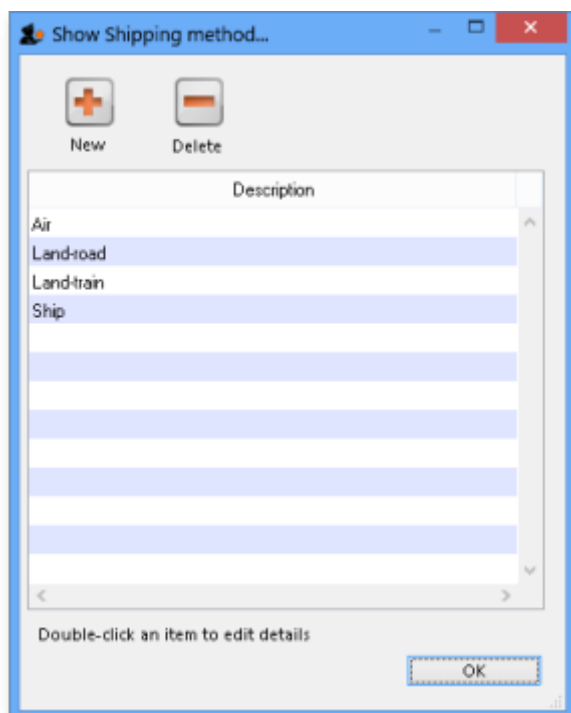 Show Shipping method...
New Delete
Description
Air
Land-road
Land-train
Ship
Double-click an item to edit details
OK